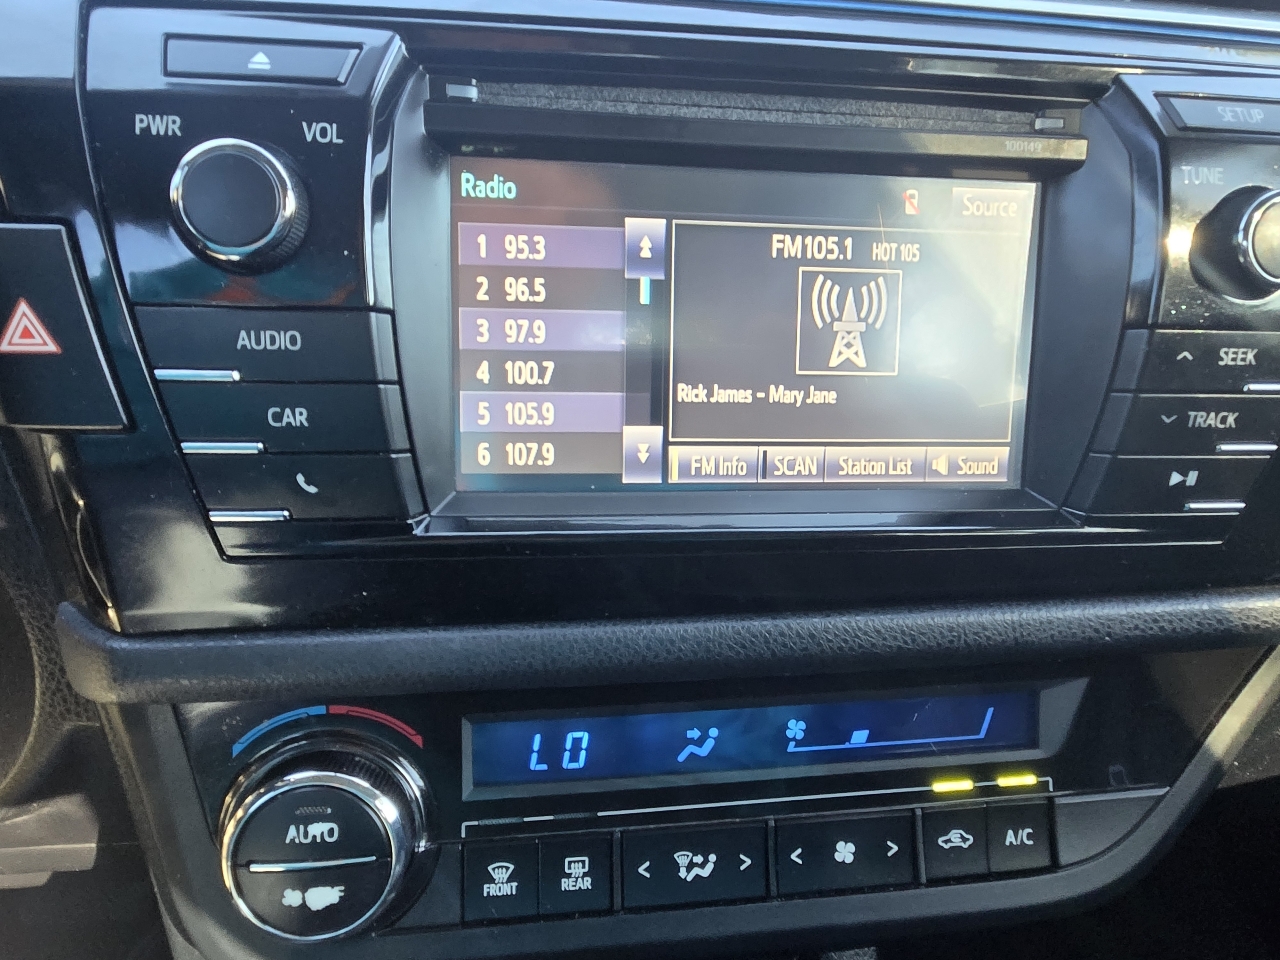 PWR
VOL
SETUP
100149
TUNE
Radio
Source
1 95.3
2 96.5
3 97.9
4 100.7
5 105.9
6 107.9
FM105.1 HOT 105
Rick James - Mary Jane
FM Info
SCAN
Station List
Sound
AUDIO
CAR
SEEK
TRACK
LO
AUTO
FRONT
REAR
A/C